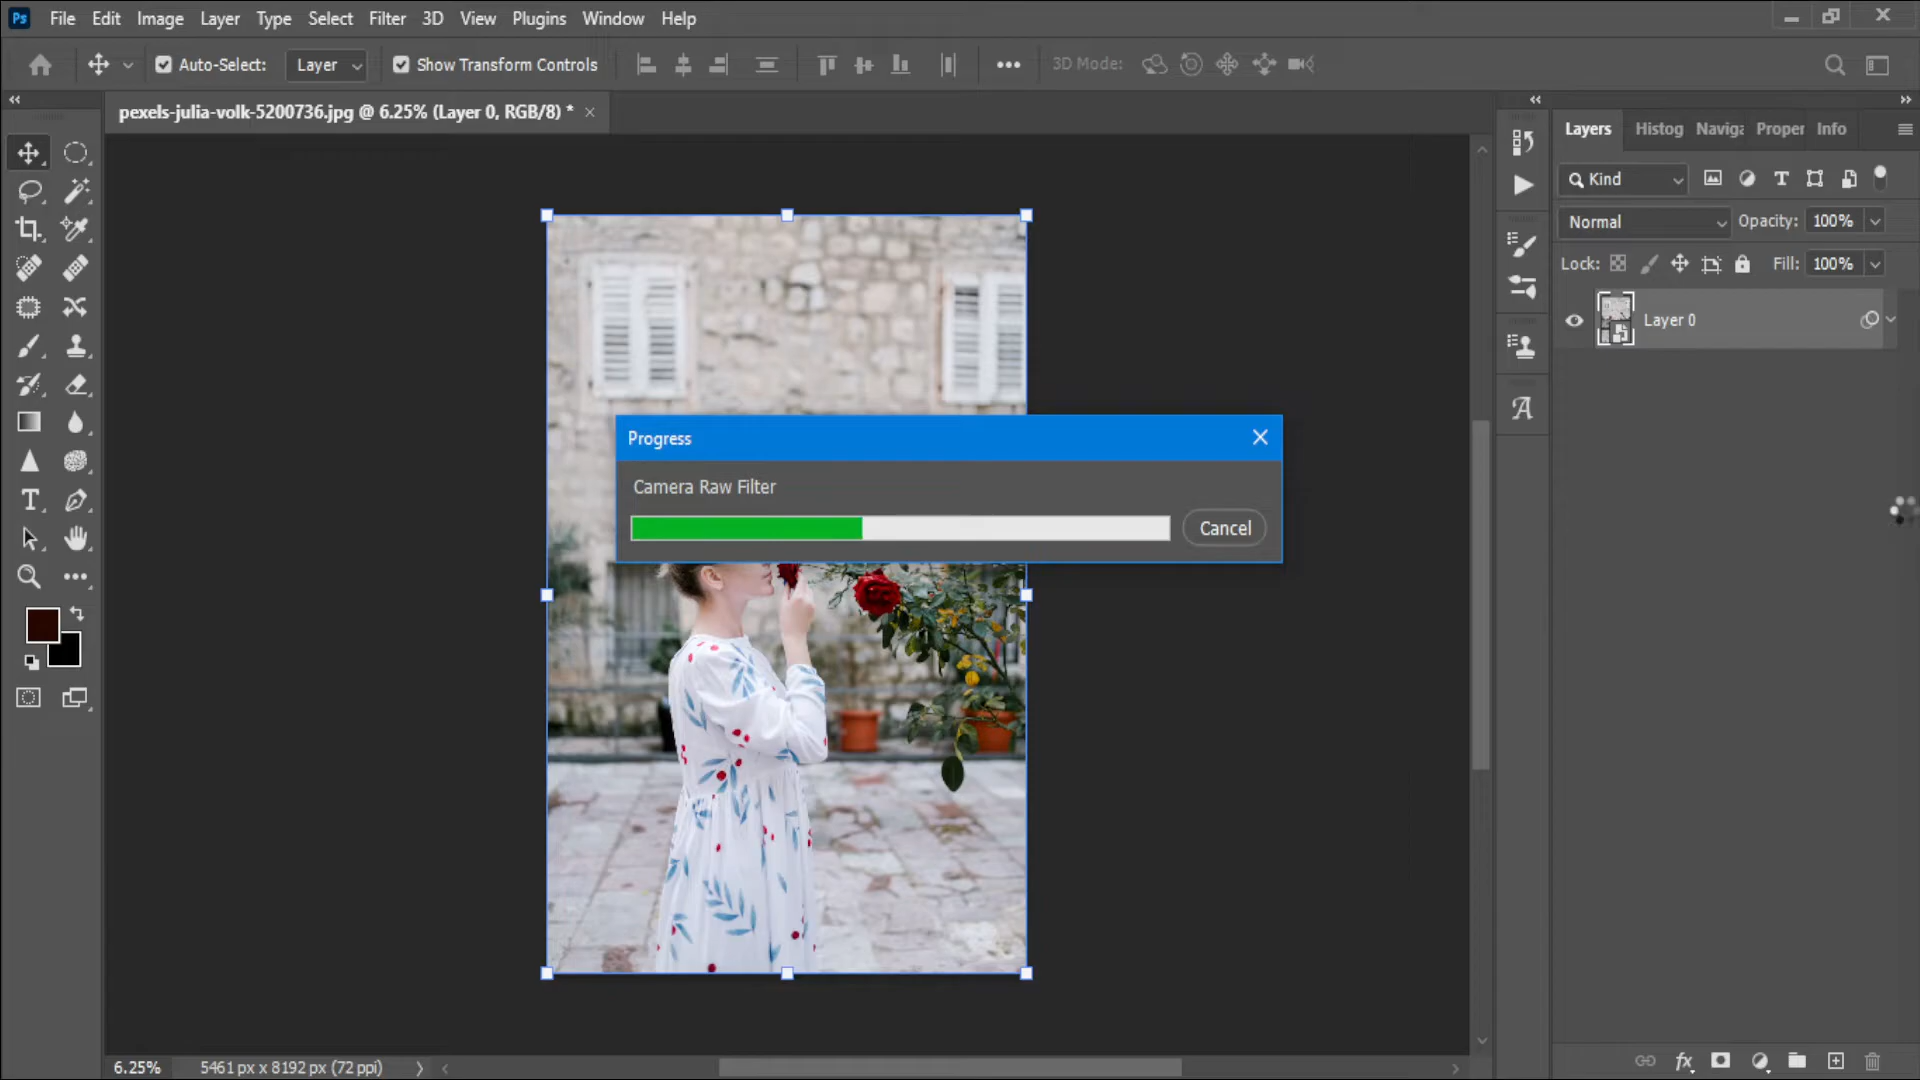 Ps File Edit Image Layer Type Select Filter 3D View Plugins Window Help
Auto-Select: Layer Show Transform Controls 3D Mode:
pexels-julia-volk-5200736.jpg @ 6.25% (Layer 0, RGB/8) *
Layers Histog Naviga Proper Info
Kind
Normal Opacity: 100%
Lock: Fill: 100%
Layer 0
Progress
Camera Raw Filter
Cancel
6.25% 5461 px x 8192 px (72 ppi)